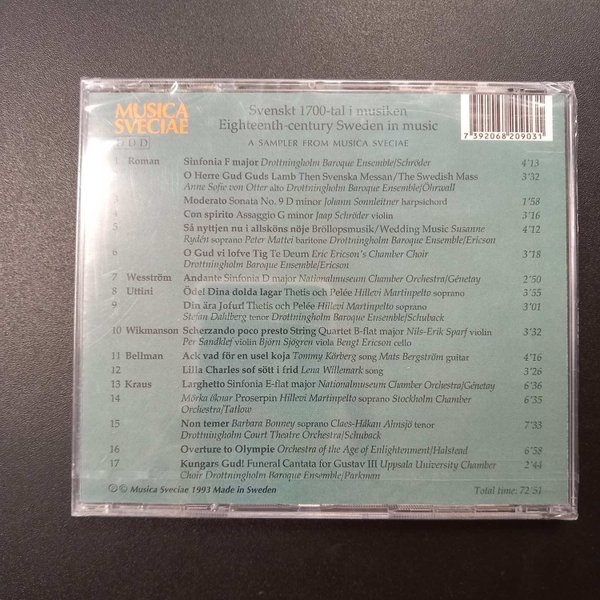 MUSICA
SVECIAE
DDD
Svenskt 1700-tal i musiken
Eighteenth-century Sweden in music
A SAMPLER FROM MUSICA SVECIAE
7 392068 209031
1 Roman Sinfonia F major Drottningholm Baroque Ensemble/Schröder 4'13
O Herre Gud Guds Lamb Then Svenska Messan/The Swedish Mass 3'32
Anne Sofie von Otter alto Drottningholm Baroque Ensemble/Öhrwall
3 Moderato Sonata No. 9 D minor Johann Sonnleitner harpsichord 1'58
4 Con spirito Assaggio G minor Jaap Schröder violin 3'16
5 Så nyttjen nu i allsköns nöje Bröllopsmusik/Wedding Music Susanne 4'12
Rydén soprano Peter Mattei baritone Drottningholm Baroque Ensemble/Ericson
6 O Gud vi lofve Tig Te Deum Eric Ericson's Chamber Choir 3'18
Drottningholm Baroque Ensemble/Ericson
7 Wesström Andante Sinfonia D major Nationalmuseum Chamber Orchestra/Génetay 2'50
8 Uttini Öde! Dina dolda lagar Thetis och Pelée Hillevi Martinpelto soprano 3'55
9 Din ära Jofur! Thetis och Pelée Hillevi Martinpelto soprano 3'01
Stefan Dahlberg tenor Drottningholm Baroque Ensemble/Schuback
10 Wikmanson Scherzando poco presto String Quartet B-flat major Nils-Erik Sparf violin 3'32
Per Sandklef violin Björn Sjögren viola Bengt Ericson cello
11 Bellman Ack vad för en usel koja Tommy Körberg song Mats Bergström guitar 4'16
12 Lilla Charles sof sött i frid Lena Willemark song 3'26
13 Kraus Larghetto Sinfonia E-flat major Nationalmuseum Chamber Orchestra/Génetay 6'36
14 Mörka öknar Proserpin Hillevi Martinpelto soprano Stockholm Chamber 6'35
Orchestra/Tatlow
15 Non temer Barbara Bonney soprano Claes-Håkan Ahnsjö tenor 7'33
Drottningholm Court Theatre Orchestra/Schuback
16 Overture to Olympie Orchestra of the Age of Enlightenment/Halstead 6'58
17 Kungars Gud! Funeral Cantata for Gustav III Uppsala University Chamber 2'44
Choir Drottningholm Baroque Ensemble/Parkman
℗ © Musica Sveciae 1993 Made in Sweden Total time: 72'51